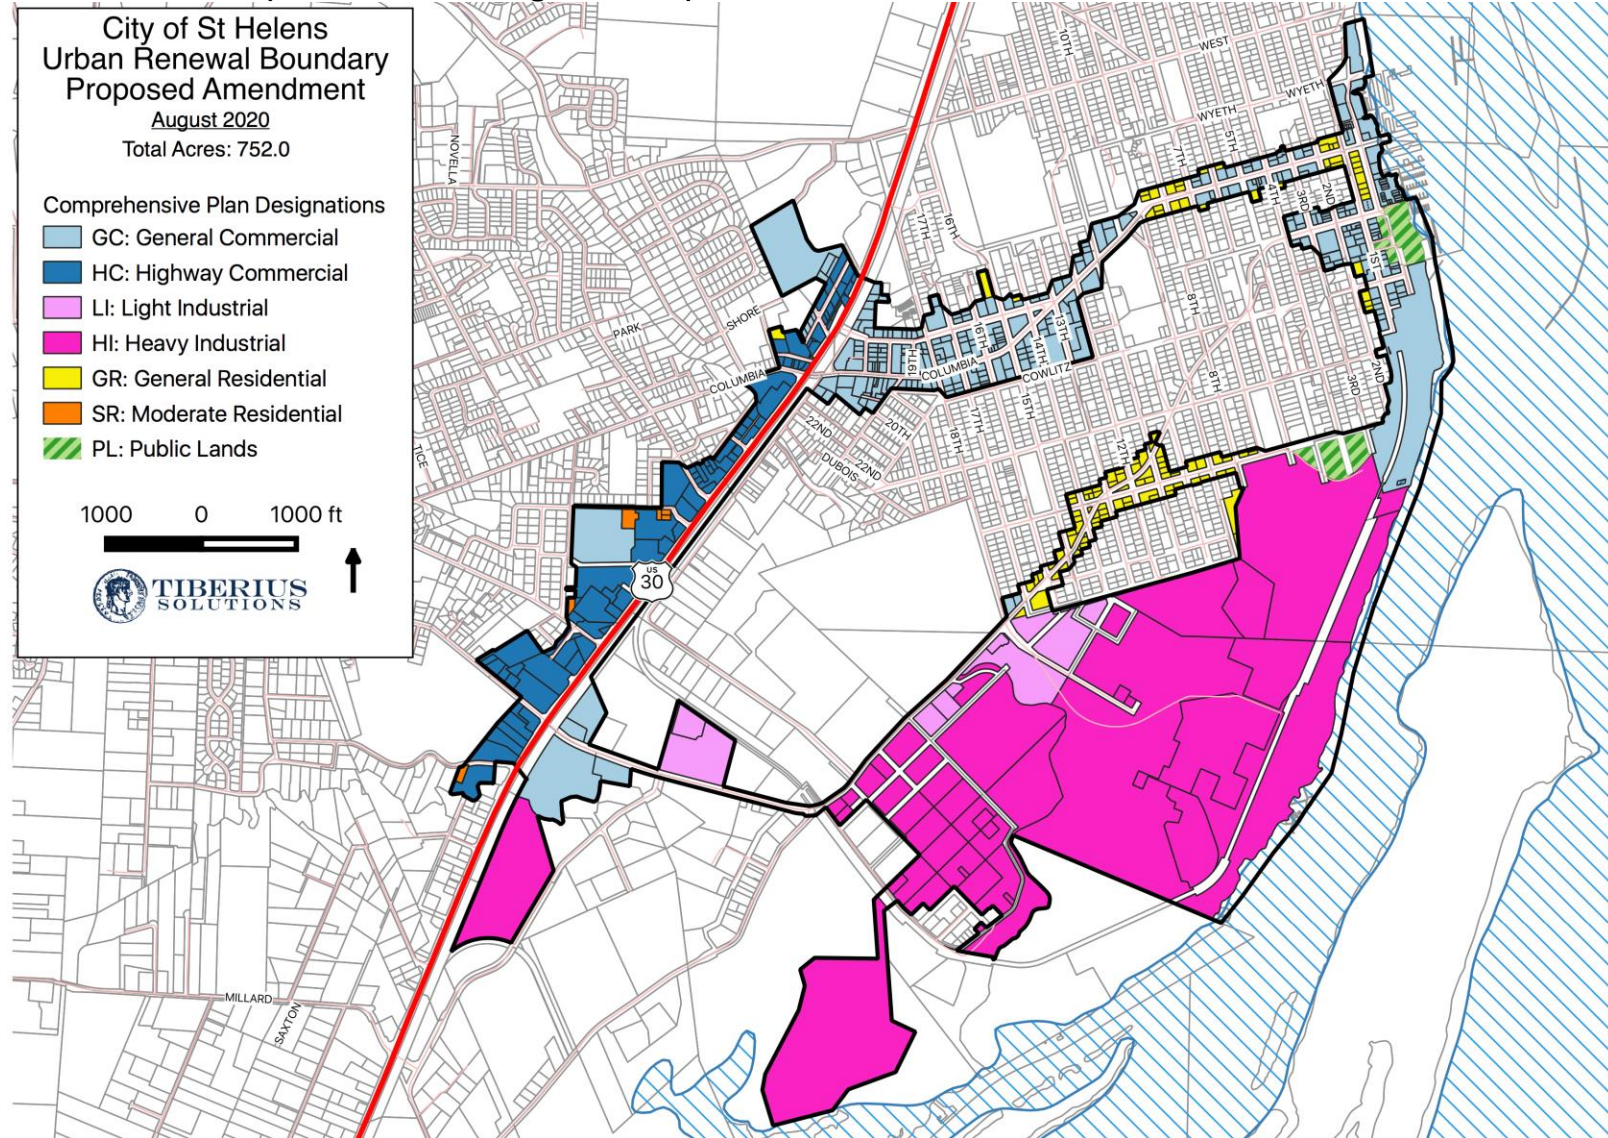 City of St Helens
Urban Renewal Boundary
Proposed Amendment
August 2020
Total Acres: 752.0
Comprehensive Plan Designations
GC: General Commercial
HC: Highway Commercial
LI: Light Industrial
HI: Heavy Industrial
GR: General Residential
SR: Moderate Residential
PL: Public Lands
1000 0 1000 ft
TIBERIUS
SOLUTIONS
NOVELLA
10TH
WEST
WYETH
WYETH
5TH
7TH
17TH
16TH
4TH
3RD
2ND
1ST
SHORE
PARK
COLUMBIA
19TH
COLUMBIA
16TH
14TH
13TH
COWLITZ
8TH
8TH
3RD
2ND
15TH
17TH
18TH
20TH
22ND
22ND
DUBOIS
12TH
TICE
US
30
MILLARD
SAXTON